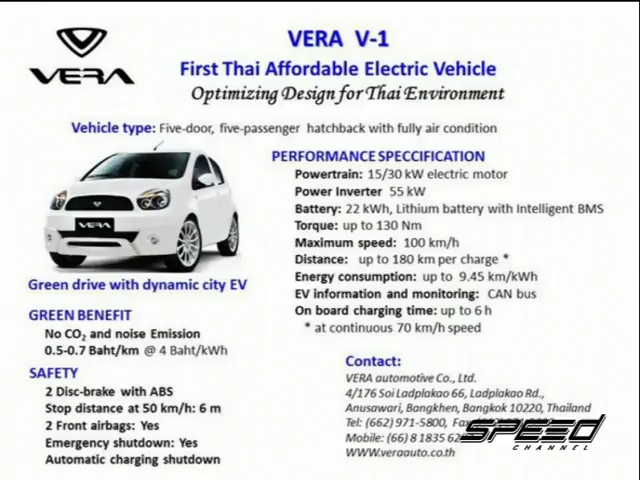 VERA
VERA V-1
First Thai Affordable Electric Vehicle
Optimizing Design for Thai Environment
Vehicle type: Five-door, five-passenger hatchback with fully air condition
VERA
Green drive with dynamic city EV
GREEN BENEFIT
No CO₂ and noise Emission
0.5-0.7 Baht/km @ 4 Baht/kWh
SAFETY
2 Disc-brake with ABS
Stop distance at 50 km/h: 6 m
2 Front airbags: Yes
Emergency shutdown: Yes
Automatic charging shutdown
PERFORMANCE SPECCIFICATION
Powertrain: 15/30 kW electric motor
Power Inverter 55 kW
Battery: 22 kWh, Lithium battery with Intelligent BMS
Torque: up to 130 Nm
Maximum speed: 100 km/h
Distance: up to 180 km per charge *
Energy consumption: up to 9.45 km/kWh
EV information and monitoring: CAN bus
On board charging time: up to 6 h
* at continuous 70 km/h speed
Contact:
VERA automotive Co., Ltd.
4/176 Soi Ladplakao 66, Ladplakao Rd.,
Anusawari, Bangkhen, Bangkok 10220, Thailand
Tel: (662) 971-5800,
Mobile: (66) 8 1835
WWW.veraauto.co.th
SPEED
CHANNEL